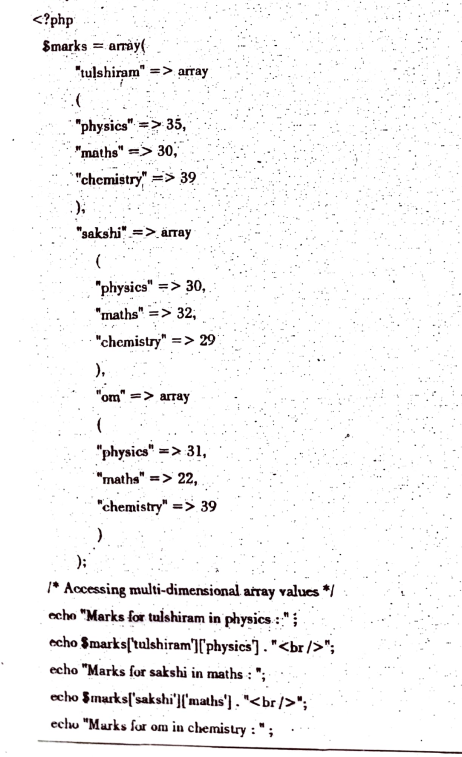 <?php
$marks = array(
"tulshiram" => array
(
"physics" => 35,
"maths" => 30,
"chemistry" => 39
),
"sakshi" => array
(
"physics" => 30,
"maths" => 32,
"chemistry" => 29
),
"om" => array
(
"physics" => 31,
"maths" => 22,
"chemistry" => 39
)
);
/* Accessing multi-dimensional array values */
echo "Marks for tulshiram in physics : " ;
echo $marks['tulshiram']['physics'] . "<br />";
echo "Marks for sakshi in maths : ";
echo $marks['sakshi']['maths'] . "<br />";
echo "Marks for om in chemistry : " ;